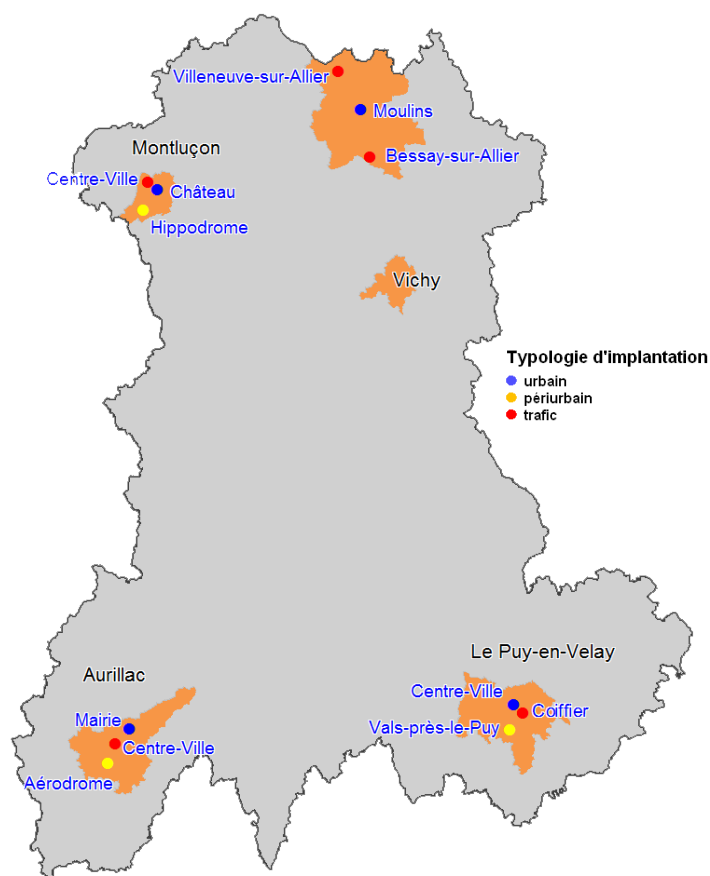 Villeneuve-sur-Allier
Moulins
Montluçon
Bessay-sur-Allier
Centre-Ville
Château
Hippodrome
Vichy
Typologie d'implantation
urbain
périurbain
trafic
Le Puy-en-Velay
Aurillac
Centre-Ville
Coiffier
Mairie
Vals-près-le-Puy
Centre-Ville
Aérodrome